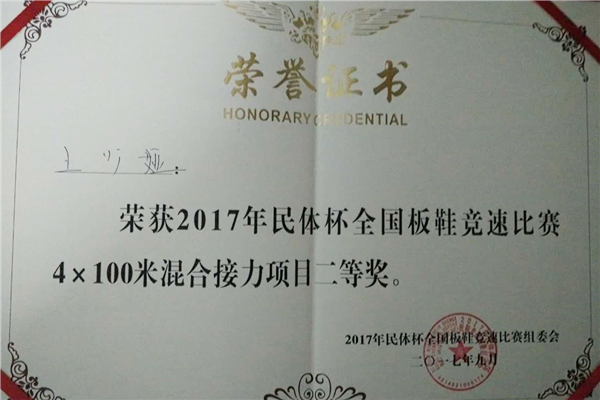 荣誉证书
HONORARY CREDENTIAL
荣获2017年民体杯全国板鞋竞速比赛
4×100米混合接力项目二等奖。
2017年民体杯全国板鞋竞速比赛组委会
二〇一七年九月